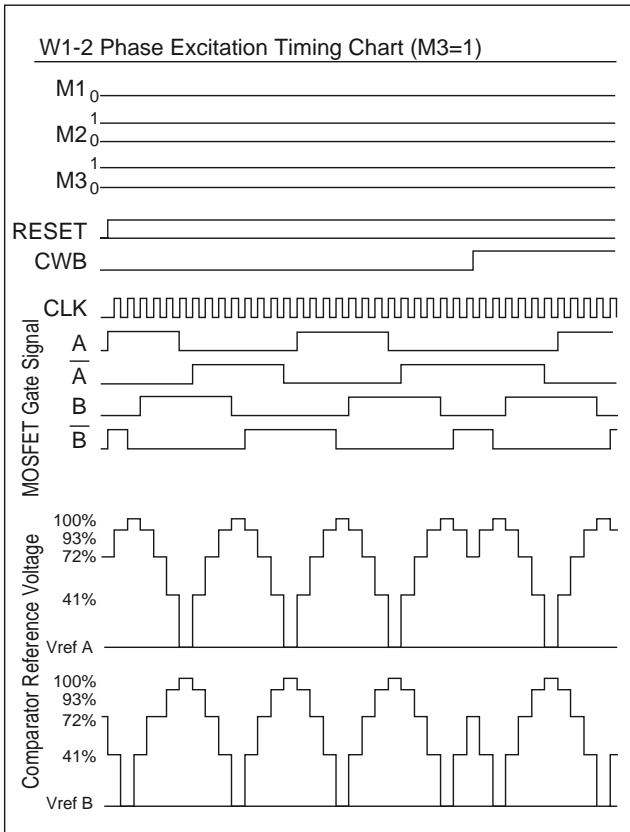 W1-2 Phase Excitation Timing Chart (M3=1)
M1 0
1
M2 0
1
M3 0
RESET
CWB
CLK
MOSFET Gate Signal
A
A̅
B
B̅
Comparator Reference Voltage
100%
93%
72%
41%
Vref A
100%
93%
72%
41%
Vref B